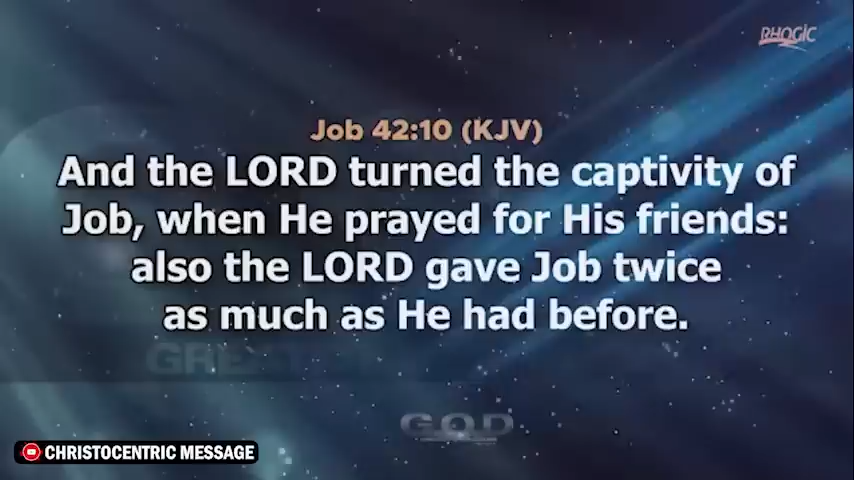 RHOGIC
Job 42:10 (KJV)
And the LORD turned the captivity of
Job, when He prayed for His friends:
also the LORD gave Job twice
as much as He had before.
GOD
CHRISTOCENTRIC MESSAGE